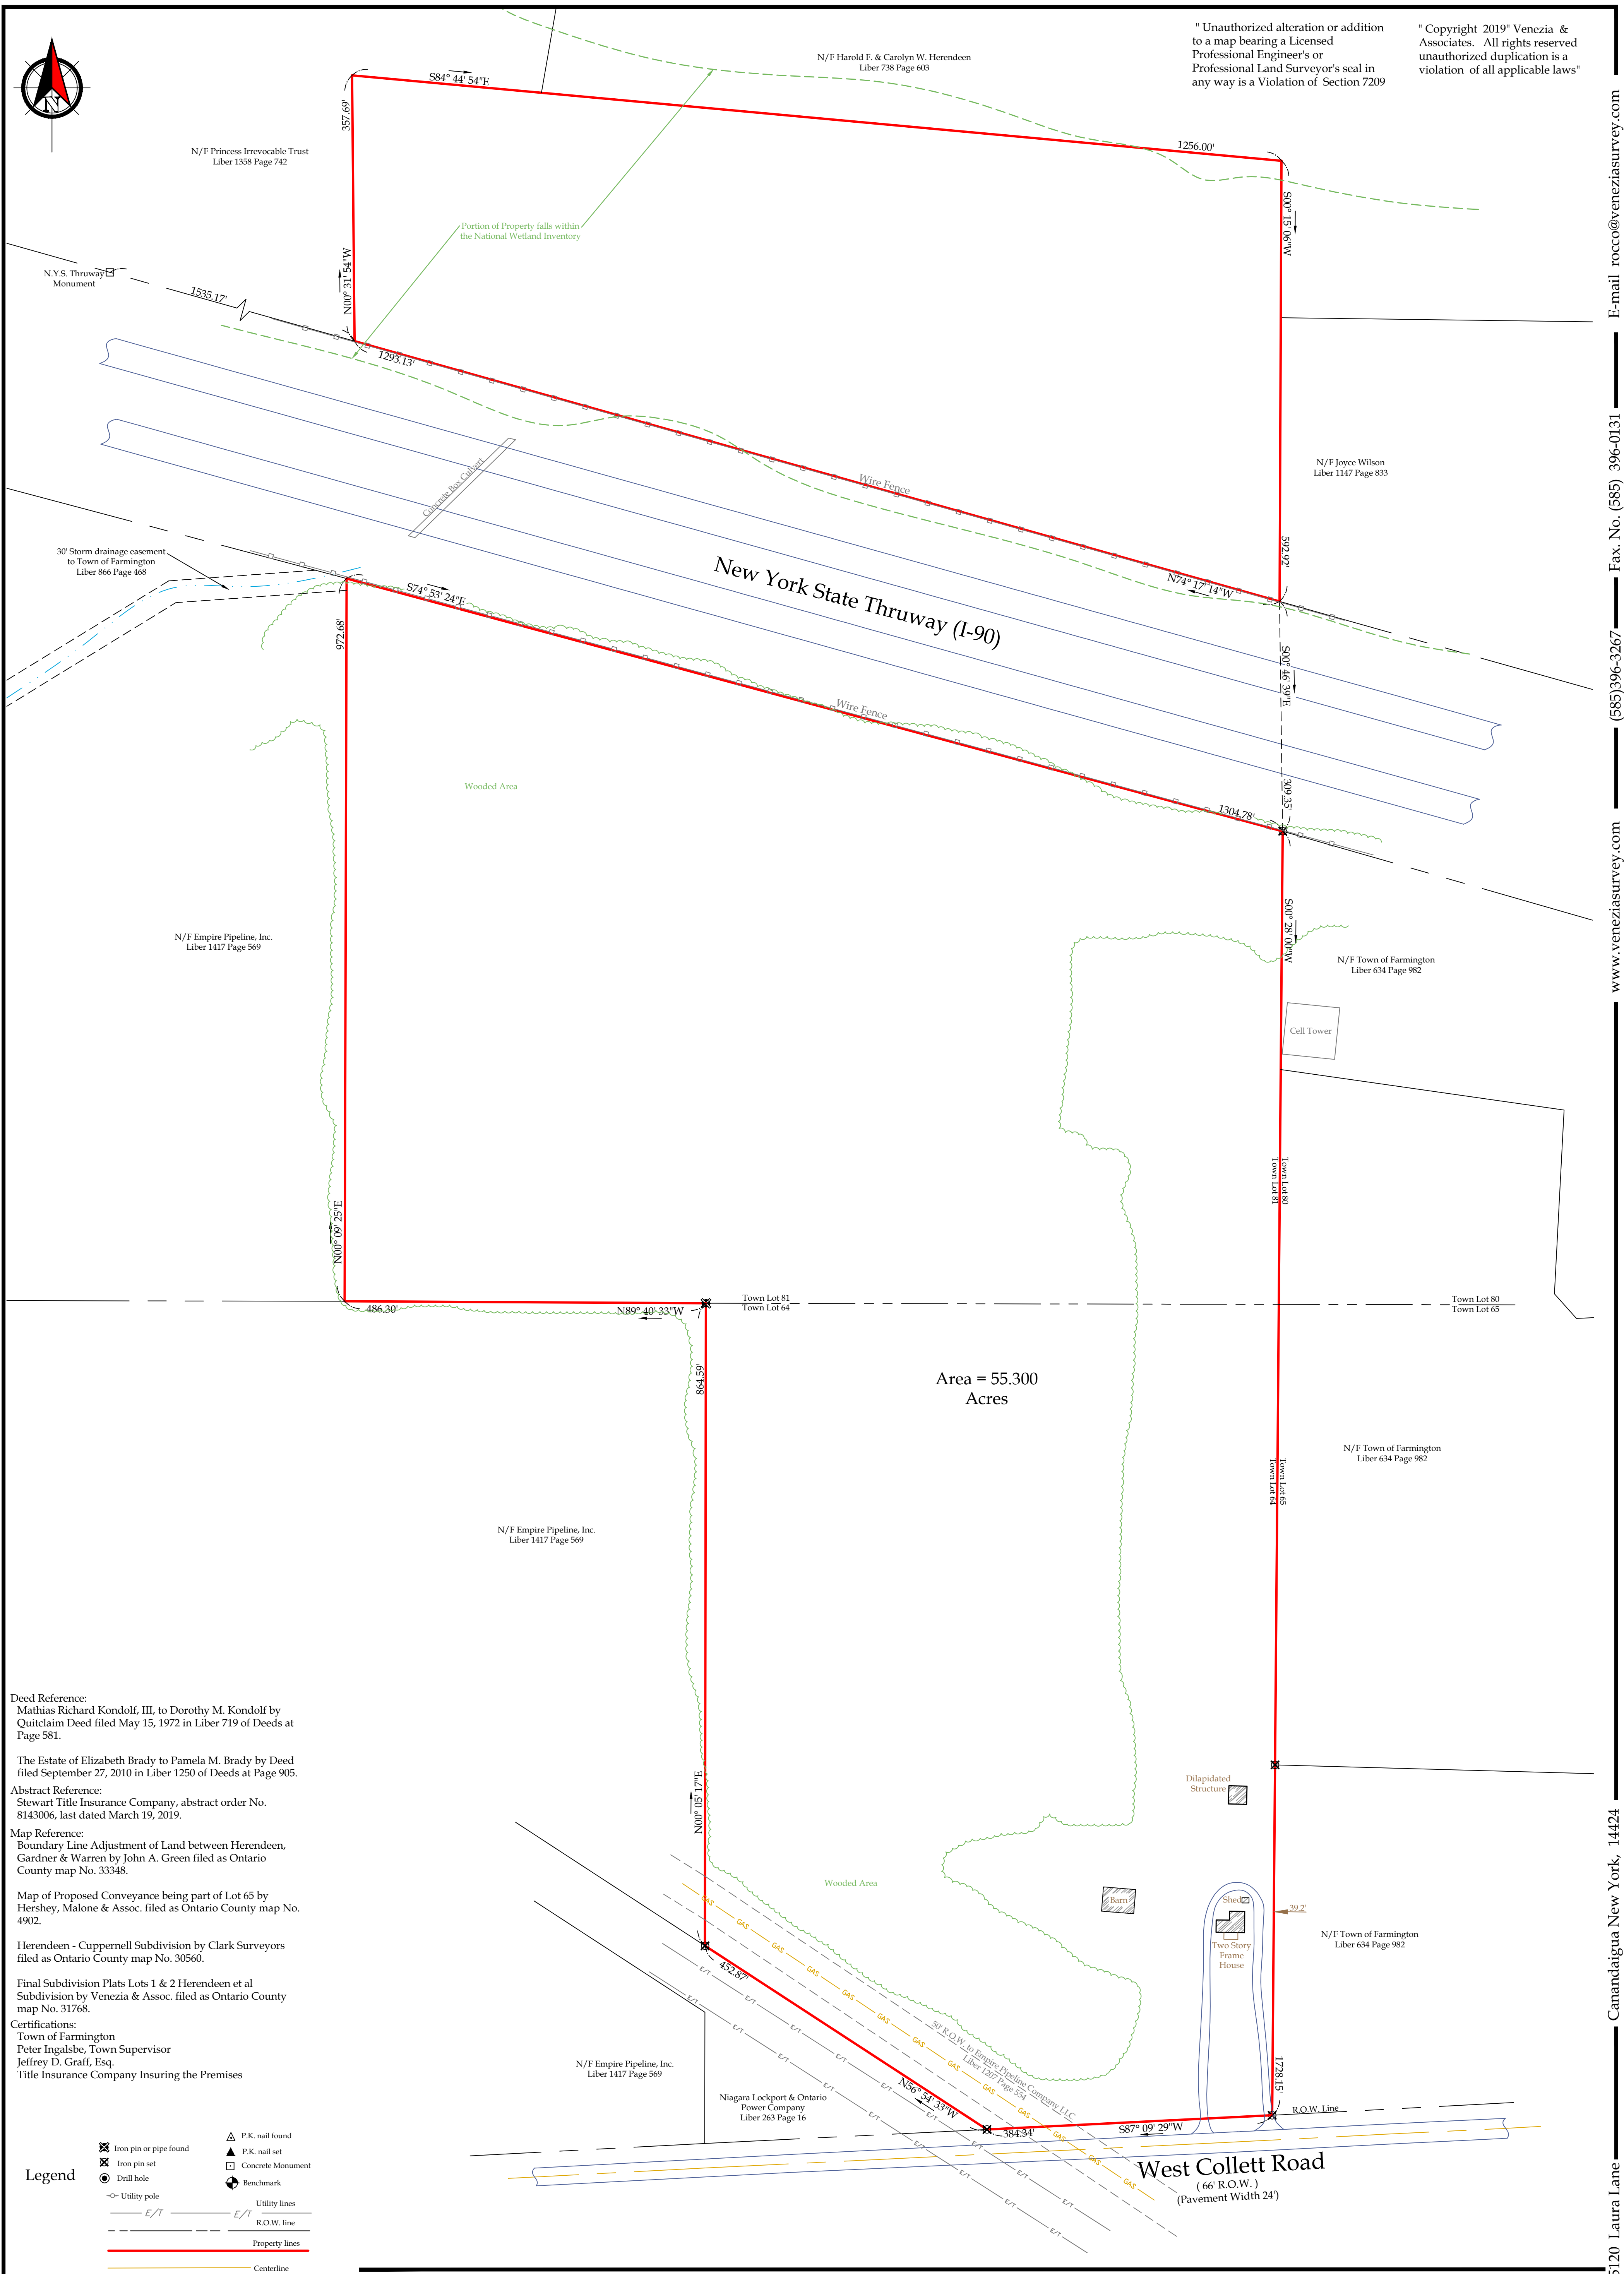 " Unauthorized alteration or addition
to a map bearing a Licensed
Professional Engineer's or
Professional Land Surveyor's seal in
any way is a Violation of Section 7209
" Copyright 2019" Venezia &
Associates. All rights reserved
unauthorized duplication is a
violation of all applicable laws"
N
N/F Harold F. & Carolyn W. Herendeen
Liber 738 Page 603
S84° 44' 54"E
357.69'
1256.00'
N/F Princess Irrevocable Trust
Liber 1358 Page 742
S00° 15' 06"W
Portion of Property falls within
the National Wetland Inventory
N00° 31' 54"W
N.Y.S. Thruway
Monument
1535.17'
1293.13'
N/F Joyce Wilson
Liber 1147 Page 833
Concrete Box Culvert
Wire Fence
592.92'
30' Storm drainage easement
to Town of Farmington
Liber 866 Page 468
New York State Thruway (I-90)
N74° 17' 14"W
S74° 53' 24"E
972.68'
S00° 46' 39"E
Wire Fence
Wooded Area
309.35'
1304.78'
S00° 28' 00"W
N/F Empire Pipeline, Inc.
Liber 1417 Page 569
N/F Town of Farmington
Liber 634 Page 982
Cell Tower
Town Lot 80
Town Lot 81
N00° 09' 25"E
486.30'
N89° 40' 33"W
Town Lot 81
Town Lot 64
Town Lot 80
Town Lot 65
864.59'
Area = 55.300
Acres
N/F Town of Farmington
Liber 634 Page 982
Town Lot 65
Town Lot 64
N/F Empire Pipeline, Inc.
Liber 1417 Page 569
Deed Reference:
Mathias Richard Kondolf, III, to Dorothy M. Kondolf by
Quitclaim Deed filed May 15, 1972 in Liber 719 of Deeds at
Page 581.
The Estate of Elizabeth Brady to Pamela M. Brady by Deed
filed September 27, 2010 in Liber 1250 of Deeds at Page 905.
Abstract Reference:
Stewart Title Insurance Company, abstract order No.
8143006, last dated March 19, 2019.
Map Reference:
Boundary Line Adjustment of Land between Herendeen,
Gardner & Warren by John A. Green filed as Ontario
County map No. 33348.
Map of Proposed Conveyance being part of Lot 65 by
Hershey, Malone & Assoc. filed as Ontario County map No.
4902.
Herendeen - Cuppernell Subdivision by Clark Surveyors
filed as Ontario County map No. 30560.
Final Subdivision Plats Lots 1 & 2 Herendeen et al
Subdivision by Venezia & Assoc. filed as Ontario County
map No. 31768.
Certifications:
Town of Farmington
Peter Ingalsbe, Town Supervisor
Jeffrey D. Graff, Esq.
Title Insurance Company Insuring the Premises
N00° 05' 17"E
Dilapidated
Structure
Wooded Area
Barn
Shed
39.2'
Two Story
Frame
House
N/F Town of Farmington
Liber 634 Page 982
452.87'
GAS
GAS
GAS
GAS
GAS
GAS
GAS
GAS
GAS
GAS
GAS
GAS
E/T
E/T
E/T
E/T
E/T
E/T
E/T
E/T
E/T
E/T
E/T
E/T
E/T
E/T
50' R.O.W. to Empire Pipeline Company LLC
Liber 1207 Page 554
N/F Empire Pipeline, Inc.
Liber 1417 Page 569
Niagara Lockport & Ontario
Power Company
Liber 263 Page 16
N56° 54' 33"W
1728.15'
R.O.W. Line
384.34'
S87° 09' 29"W
West Collett Road
( 66' R.O.W. )
(Pavement Width 24')
Legend
Iron pin or pipe found
Iron pin set
Drill hole
Utility pole
P.K. nail found
P.K. nail set
Concrete Monument
Benchmark
Utility lines
E/T
E/T
R.O.W. line
Property lines
Centerline
5120 Laura Lane
Canandaigua New York, 14424
www.veneziasurvey.com
(585)396-3267
Fax. No. (585) 396-0131
E-mail rocco@veneziasurvey.com